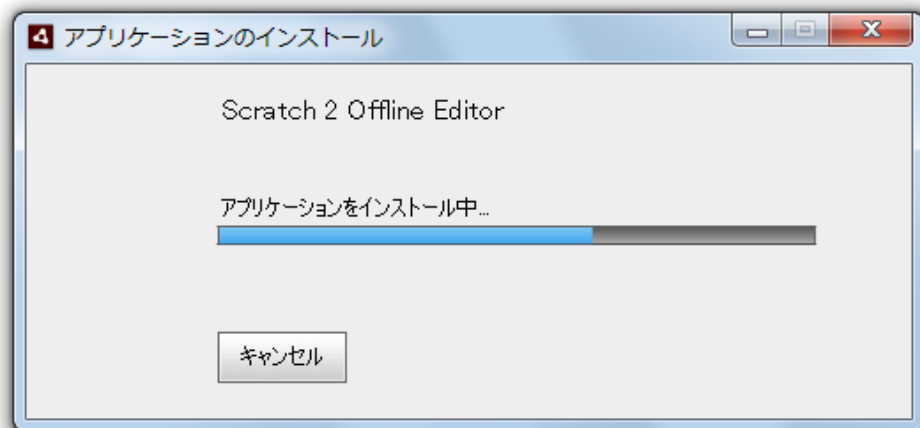 アプリケーションのインストール
Scratch 2 Offline Editor
アプリケーションをインストール中...
キャンセル